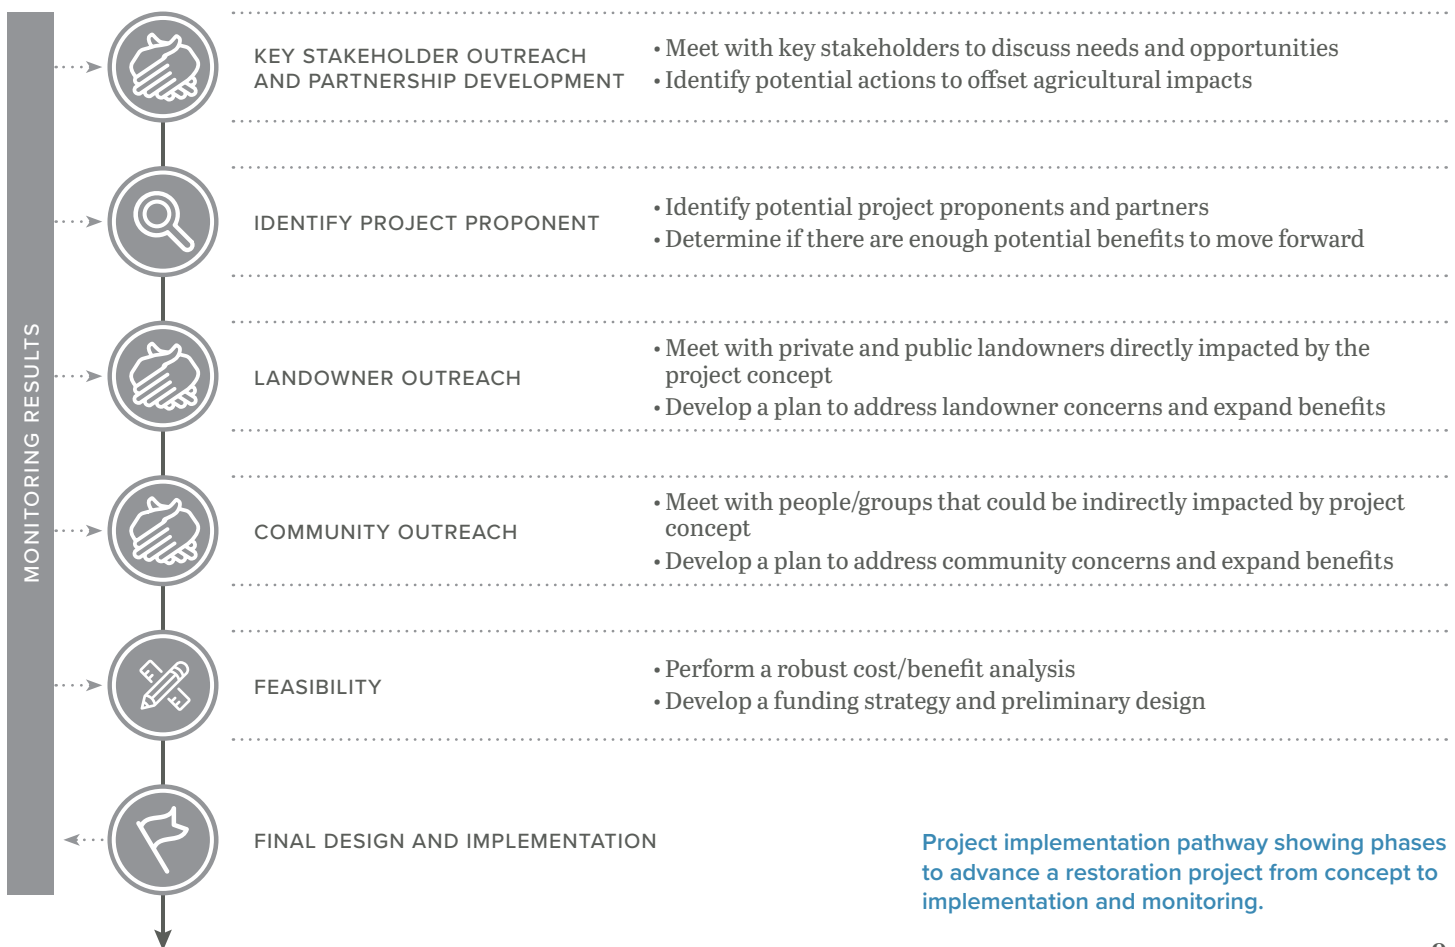 MONITORING RESULTS
KEY STAKEHOLDER OUTREACH
AND PARTNERSHIP DEVELOPMENT
• Meet with key stakeholders to discuss needs and opportunities
• Identify potential actions to offset agricultural impacts
IDENTIFY PROJECT PROPONENT
• Identify potential project proponents and partners
• Determine if there are enough potential benefits to move forward
LANDOWNER OUTREACH
• Meet with private and public landowners directly impacted by the
project concept
• Develop a plan to address landowner concerns and expand benefits
COMMUNITY OUTREACH
• Meet with people/groups that could be indirectly impacted by project
concept
• Develop a plan to address community concerns and expand benefits
FEASIBILITY
• Perform a robust cost/benefit analysis
• Develop a funding strategy and preliminary design
FINAL DESIGN AND IMPLEMENTATION
Project implementation pathway showing phases
to advance a restoration project from concept to
implementation and monitoring.